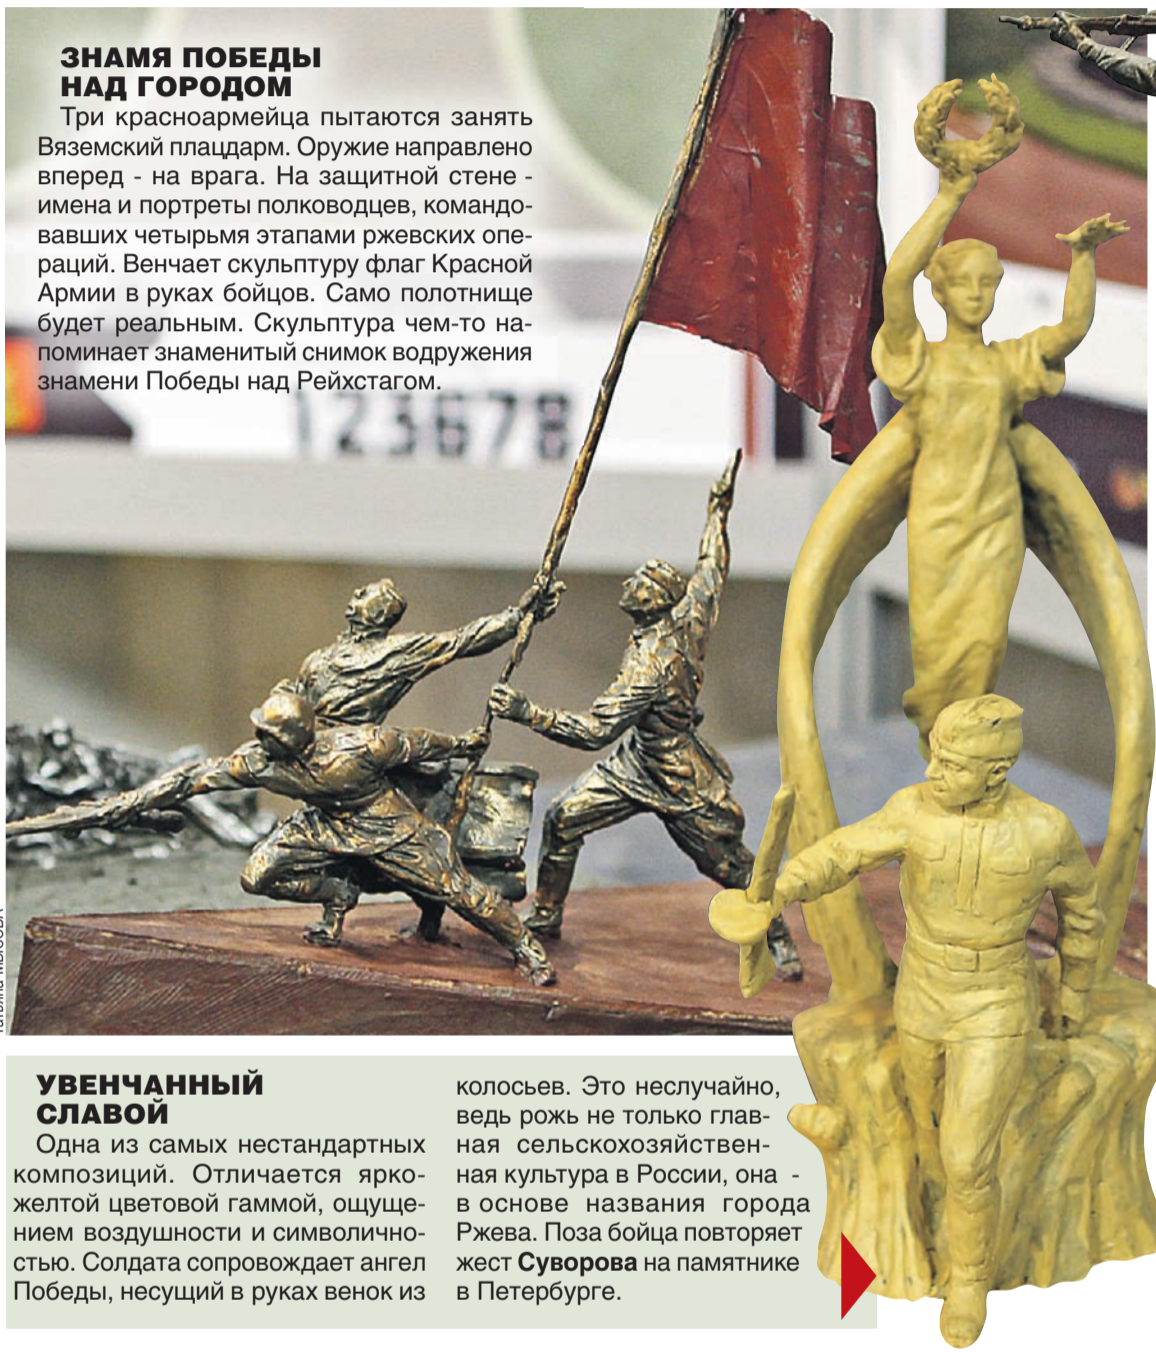 ЗНАМЯ ПОБЕДЫ
НАД ГОРОДОМ
Три красноармейца пытаются занять
Вяземский плацдарм. Оружие направлено
вперед - на врага. На защитной стене -
имена и портреты полководцев, командо-
вавших четырьмя этапами ржевских опе-
раций. Венчает скульптуру флаг Красной
Армии в руках бойцов. Само полотнище
будет реальным. Скульптура чем-то на-
поминает знаменитый снимок водружения
знамени Победы над Рейхстагом.
123678
УВЕНЧАННЫЙ
СЛАВОЙ
Одна из самых нестандартных
композиций. Отличается ярко-
желтой цветовой гаммой, ощуще-
нием воздушности и символично-
стью. Солдата сопровождает ангел
Победы, несущий в руках венок из
колосьев. Это неслучайно,
ведь рожь не только глав-
ная сельскохозяйствен-
ная культура в России, она -
в основе названия города
Ржева. Поза бойца повторяет
жест Суворова на памятнике
в Петербурге.